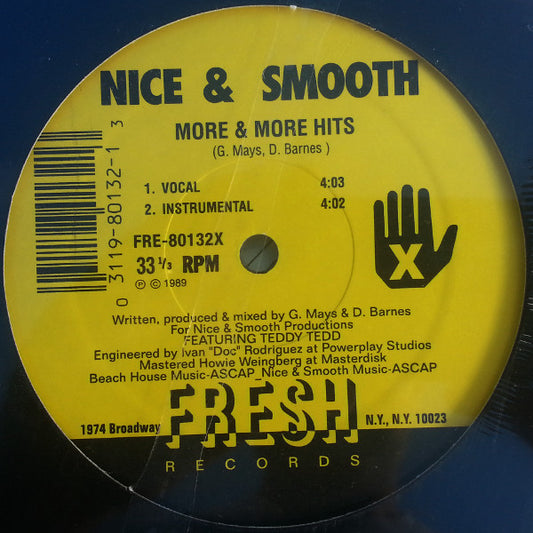 NICE & SMOOTH
MORE & MORE HITS
(G. Mays, D. Barnes )
1. VOCAL 4:03
2. INSTRUMENTAL 4:02
0 3119-80132-1 3
FRE-80132X
33 1/3 RPM
℗ © 1989
X
Written, produced & mixed by G. Mays & D. Barnes
For Nice & Smooth Productions
FEATURING TEDDY TEDD
Engineered by Ivan "Doc" Rodriguez at Powerplay Studios
Mastered Howie Weingberg at Masterdisk
Beach House Music-ASCAP Nice & Smooth Music-ASCAP
1974 Broadway FRESH N.Y., N.Y. 10023
RECORDS